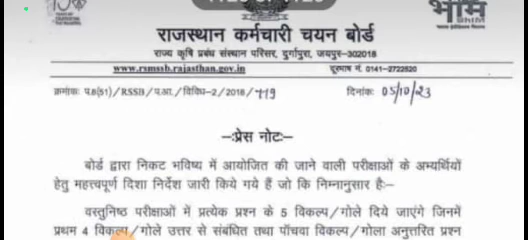 भीम
BHIM
राजस्थान कर्मचारी चयन बोर्ड
राज्य कृषि प्रबंध संस्थान परिसर, दुर्गापुरा, जयपुर–302018
www.rsmssb.rajasthan.gov.in दूरभाष नं. 0141-2722520
क्रमांकः प.8(51)/RSSB/प.आ./विविध-2/2018/719 दिनांकः 05/10/23
–:प्रेस नोटः–
बोर्ड द्वारा निकट भविष्य में आयोजित की जाने वाली परीक्षाओं के अभ्यर्थियों
हेतु महत्त्वपूर्ण दिशा निर्देश जारी किये गये हैं जो कि निम्नानुसार हैः–
वस्तुनिष्ठ परीक्षाओं में प्रत्येक प्रश्न के 5 विकल्प/गोले दिये जाएंगे जिनमें
प्रथम 4 विकल्प/गोले उत्तर से संबंधित तथा पाँचवा विकल्प/गोला अनुत्तरित प्रश्न